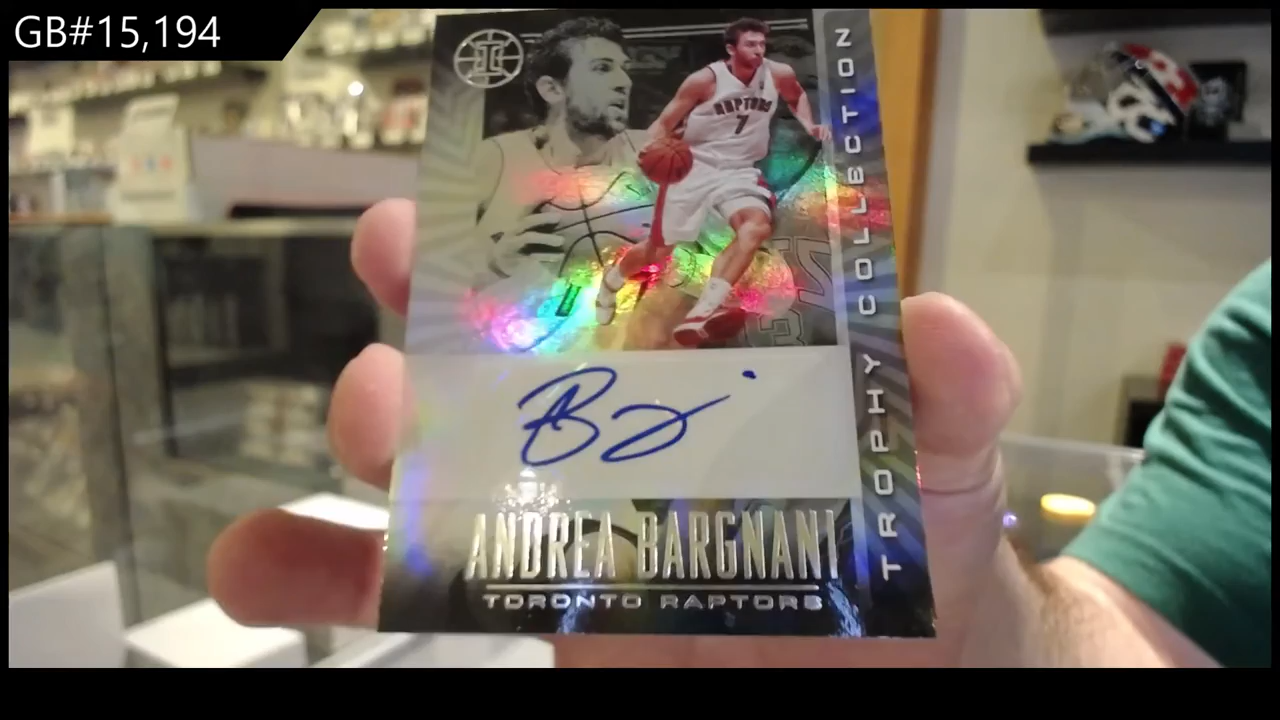 GB#15,194
RAPTORS
7
TROPHY COLLECTION
ANDREA BARGNANI
TORONTO RAPTORS